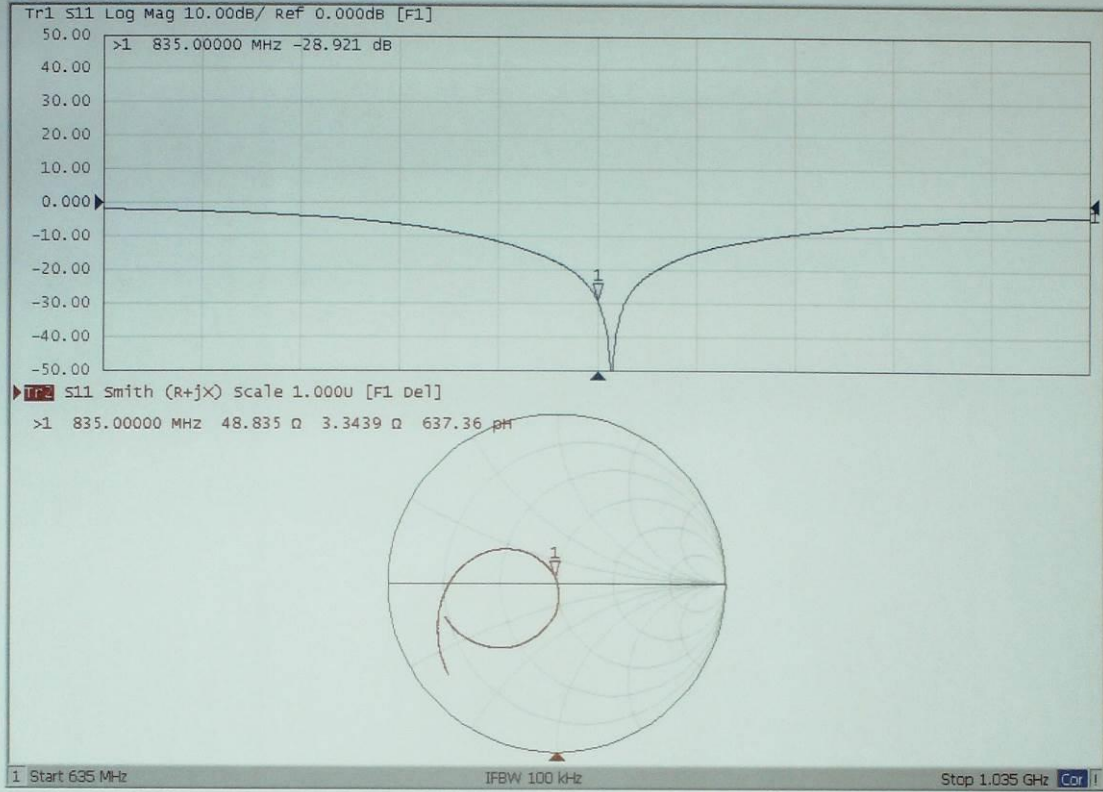 Tr1 S11 Log Mag 10.00dB/ Ref 0.000dB [F1]
50.00
>1 835.00000 MHz -28.921 dB
40.00
30.00
20.00
10.00
0.000
1
-10.00
-20.00
1
-30.00
-40.00
-50.00
Tr2 S11 Smith (R+jX) Scale 1.000U [F1 Del]
>1 835.00000 MHz 48.835 Ω 3.3439 Ω 637.36 pH
1
1 Start 635 MHz IFBW 100 kHz Stop 1.035 GHz Cor !